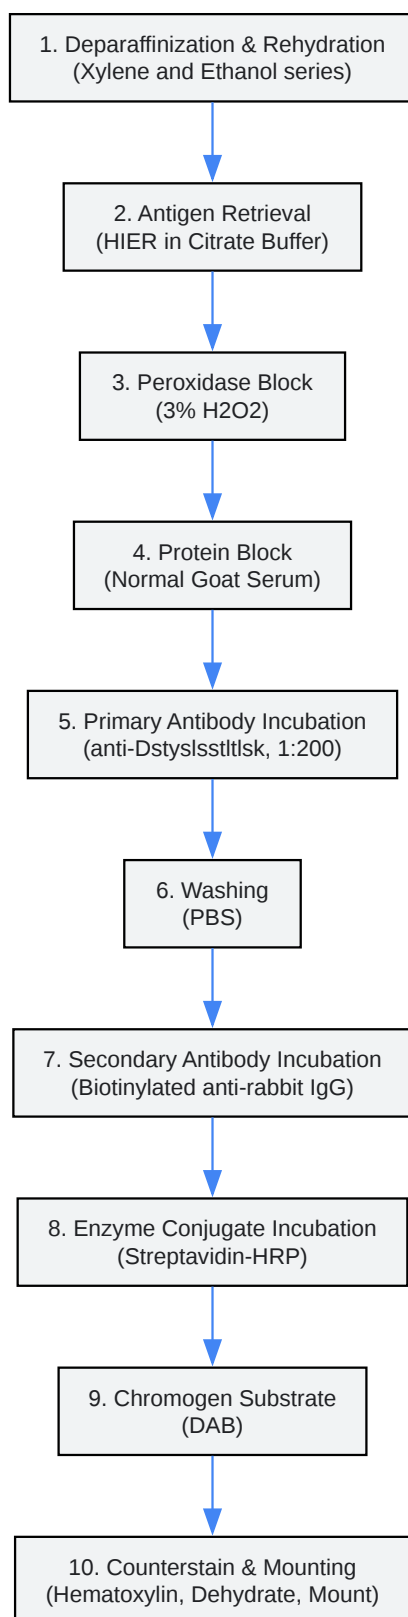 1. Deparaffinization & Rehydration
(Xylene and Ethanol series)
2. Antigen Retrieval
(HIER in Citrate Buffer)
3. Peroxidase Block
(3% H2O2)
4. Protein Block
(Normal Goat Serum)
5. Primary Antibody Incubation
(anti-Dstyslsstltlsk, 1:200)
6. Washing
(PBS)
7. Secondary Antibody Incubation
(Biotinylated anti-rabbit IgG)
8. Enzyme Conjugate Incubation
(Streptavidin-HRP)
9. Chromogen Substrate
(DAB)
10. Counterstain & Mounting
(Hematoxylin, Dehydrate, Mount)